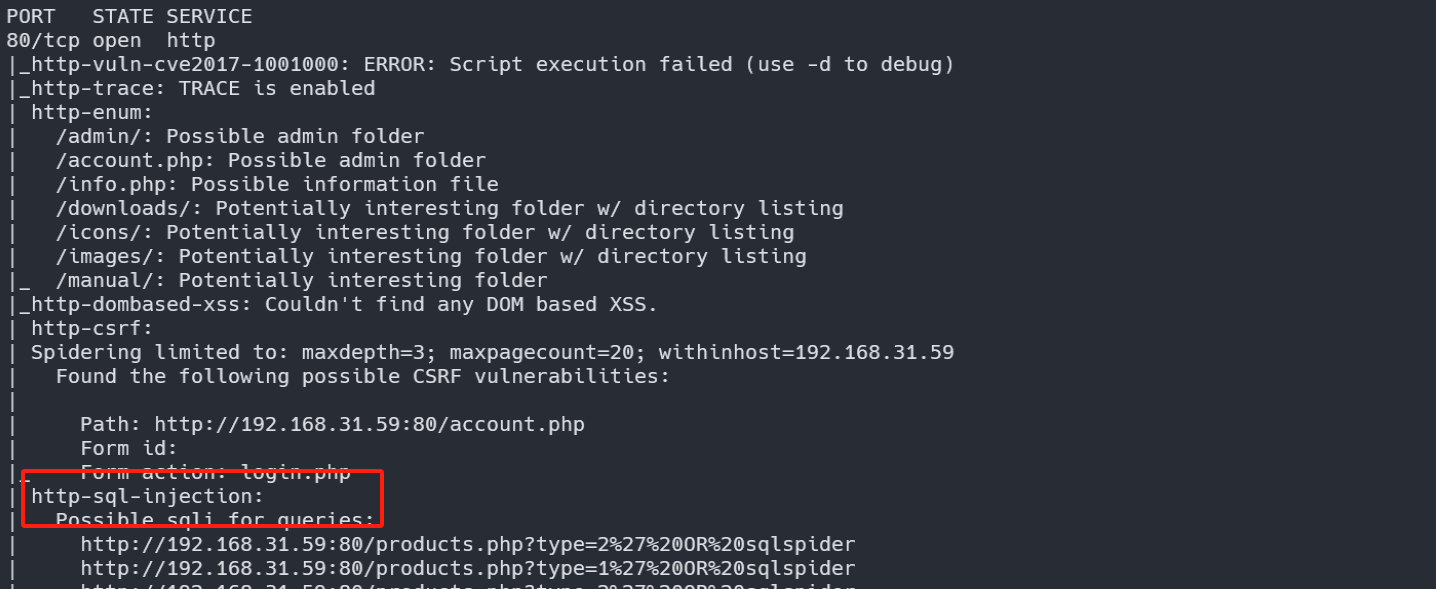 PORT   STATE SERVICE
80/tcp open  http
|_http-vuln-cve2017-1001000: ERROR: Script execution failed (use -d to debug)
|_http-trace: TRACE is enabled
| http-enum:
|   /admin/: Possible admin folder
|   /account.php: Possible admin folder
|   /info.php: Possible information file
|   /downloads/: Potentially interesting folder w/ directory listing
|   /icons/: Potentially interesting folder w/ directory listing
|   /images/: Potentially interesting folder w/ directory listing
|_  /manual/: Potentially interesting folder
|_http-dombased-xss: Couldn't find any DOM based XSS.
| http-csrf:
| Spidering limited to: maxdepth=3; maxpagecount=20; withinhost=192.168.31.59
|   Found the following possible CSRF vulnerabilities:
|
|     Path: http://192.168.31.59:80/account.php
|     Form id:
|_    Form action: login.php
| http-sql-injection:
|   Possible sqli for queries:
|     http://192.168.31.59:80/products.php?type=2%27%20OR%20sqlspider
|     http://192.168.31.59:80/products.php?type=1%27%20OR%20sqlspider